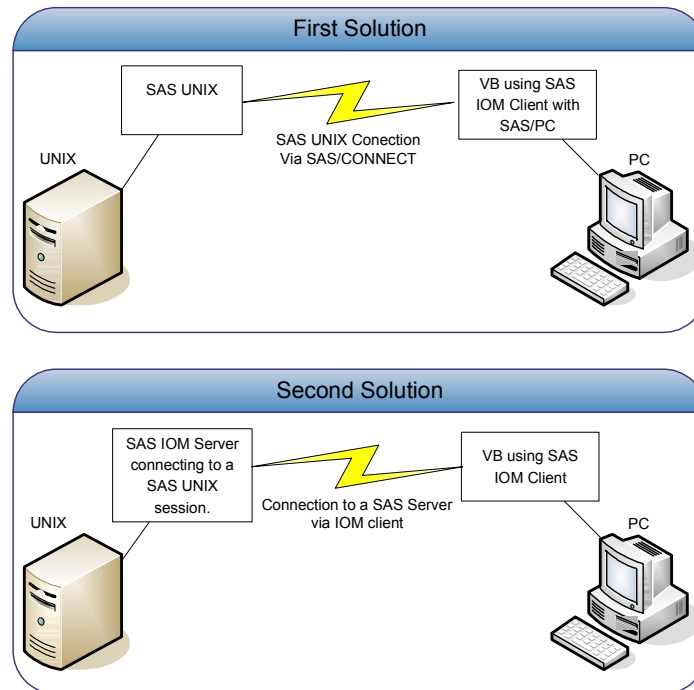 First Solution
SAS UNIX
VB using SAS
IOM Client with
SAS/PC
SAS UNIX Conection
Via SAS/CONNECT
UNIX
PC
Second Solution
SAS IOM Server
connecting to a
SAS UNIX
session.
VB using SAS
IOM Client
Connection to a SAS Server
via IOM client
UNIX
PC